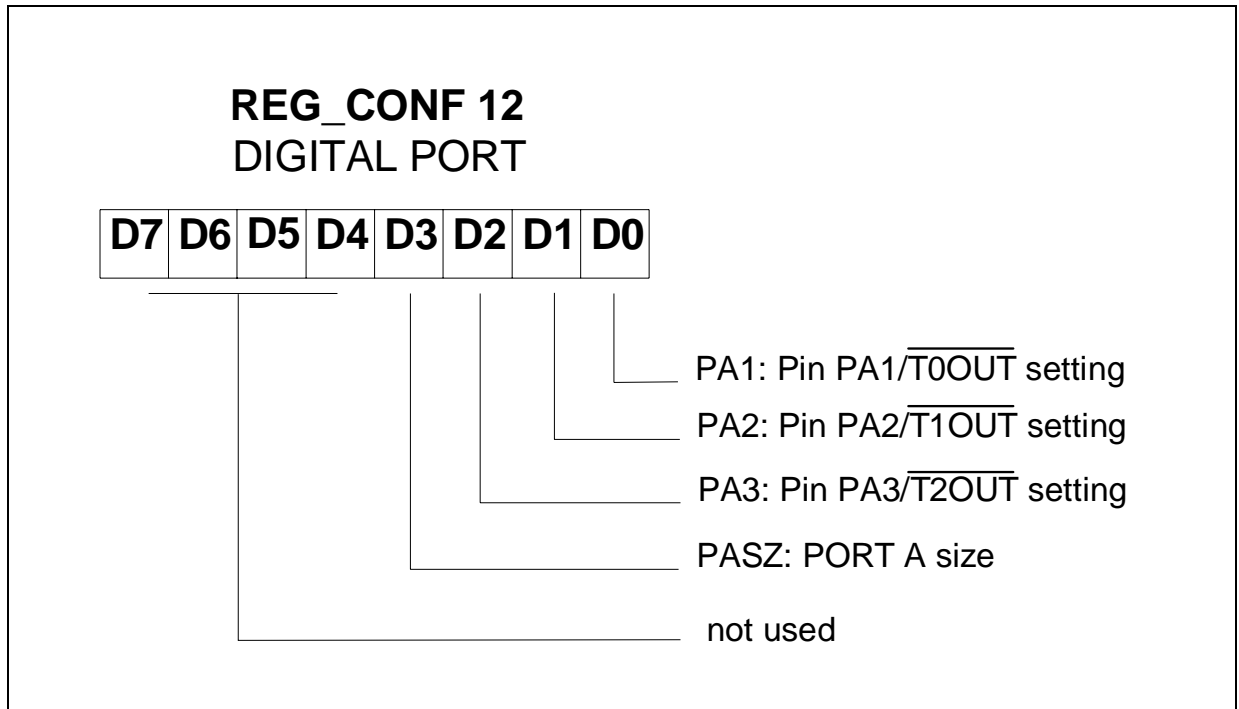 REG_CONF 12
DIGITAL PORT
D7 D6 D5 D4 D3 D2 D1 D0
PA1: Pin PA1/T0OUT setting
PA2: Pin PA2/T1OUT setting
PA3: Pin PA3/T2OUT setting
PASZ: PORT A size
not used